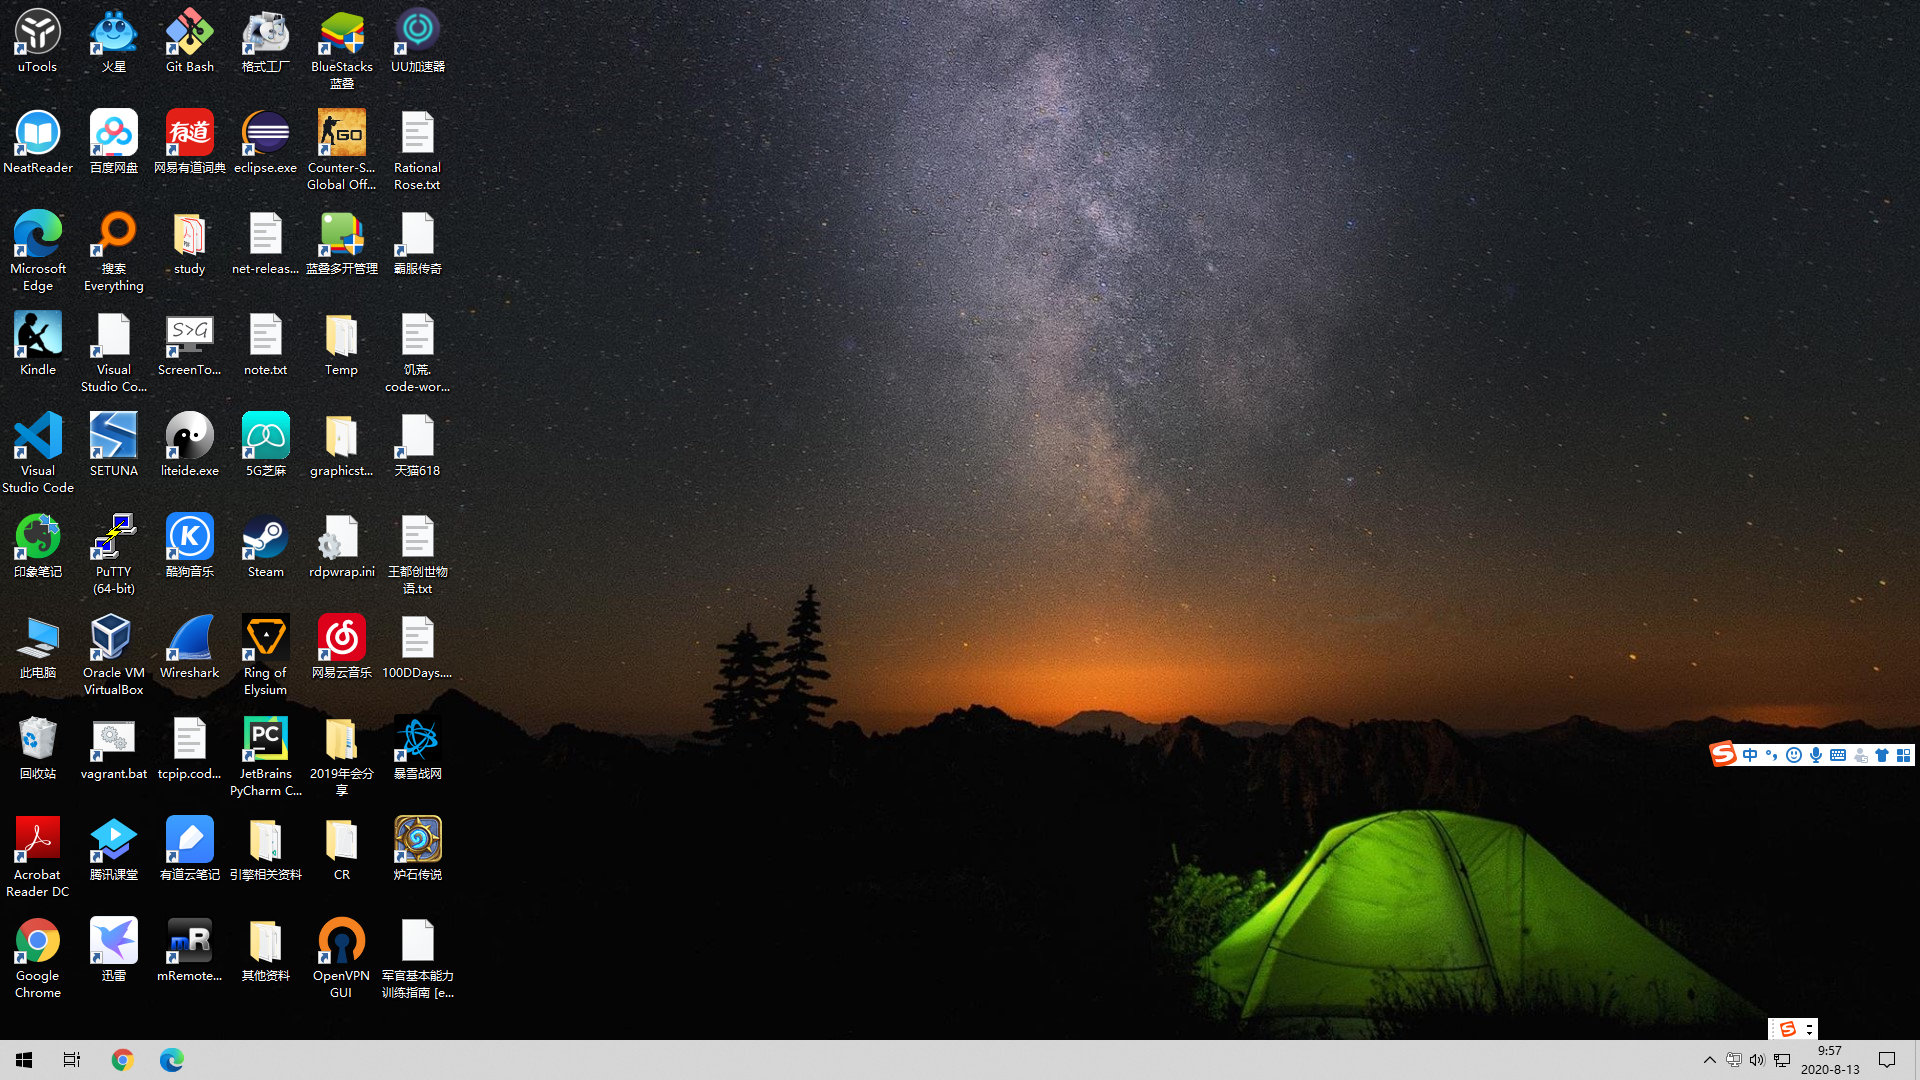 uTools
火星
Git Bash
格式工厂
BlueStacks
蓝叠
UU加速器
NeatReader
百度网盘
有道
网易有道词典
eclipse.exe
GO
Counter-S...
Global Off...
Rational
Rose.txt
Microsoft
Edge
搜索
Everything
study
net-releas...
蓝叠多开管理
霸服传奇
Kindle
Visual
Studio Co...
S>G
ScreenTo...
note.txt
Temp
饥荒.
code-wor...
Visual
Studio Code
SETUNA
liteide.exe
5G芝麻
graphicst...
天猫618
印象笔记
PuTTY
(64-bit)
K
酷狗音乐
Steam
rdpwrap.ini
王都创世物
语.txt
此电脑
Oracle VM
VirtualBox
Wireshark
Ring of
Elysium
网易云音乐
100DDays....
回收站
vagrant.bat
tcpip.cod...
PC
JetBrains
PyCharm C...
2019年会分
享
暴雪战网
中
Acrobat
Reader DC
腾讯课堂
有道云笔记
引擎相关资料
CR
炉石传说
Google
Chrome
迅雷
mR
mRemote...
其他资料
OpenVPN
GUI
军官基本能力
训练指南 [e...
9:57
2020-8-13